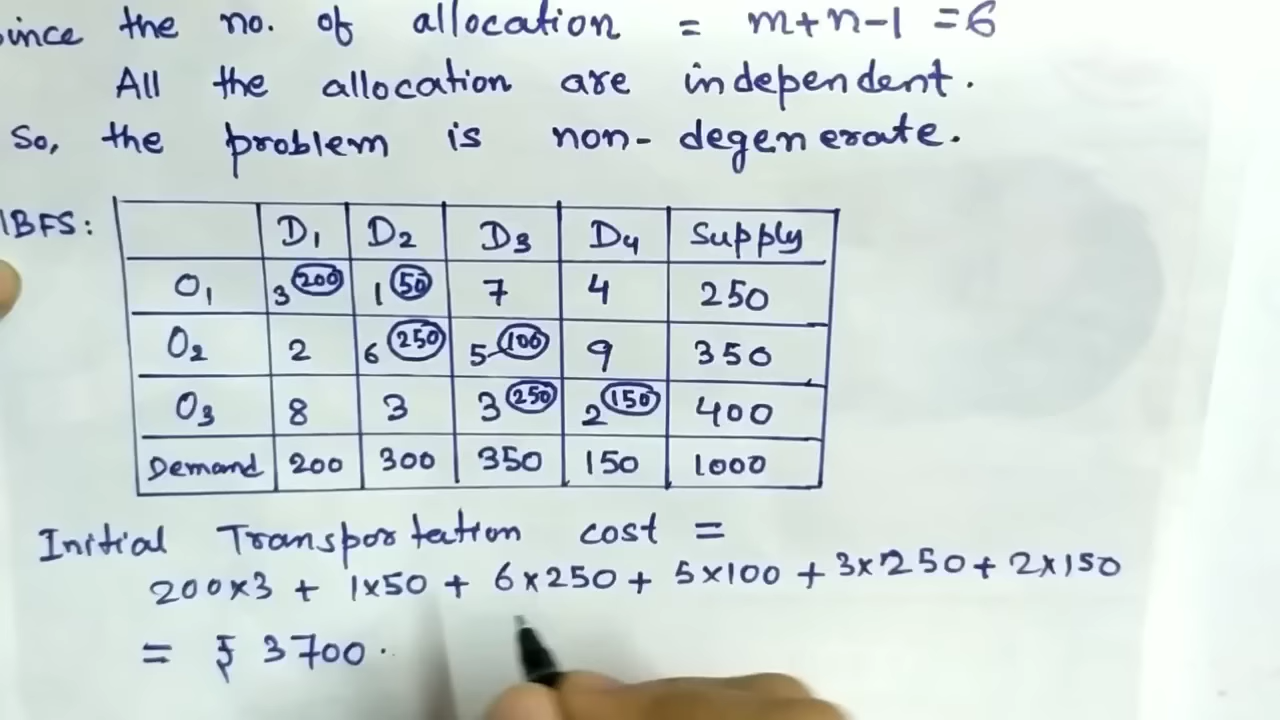 ince the no. of allocation = m+n-1 = 6
All the allocation are independent.
So, the problem is non-degenerate.
IBFS:
D1 D2 D3 D4 Supply
O1 3 200 1 50 7 4 250
O2 2 6 250 5 100 9 350
O3 8 3 3 250 2 150 400
Demand 200 300 350 150 1000
Initial Transportation cost =
200×3 + 1×50 + 6×250 + 5×100 + 3×250 + 2×150
= ₹ 3700.